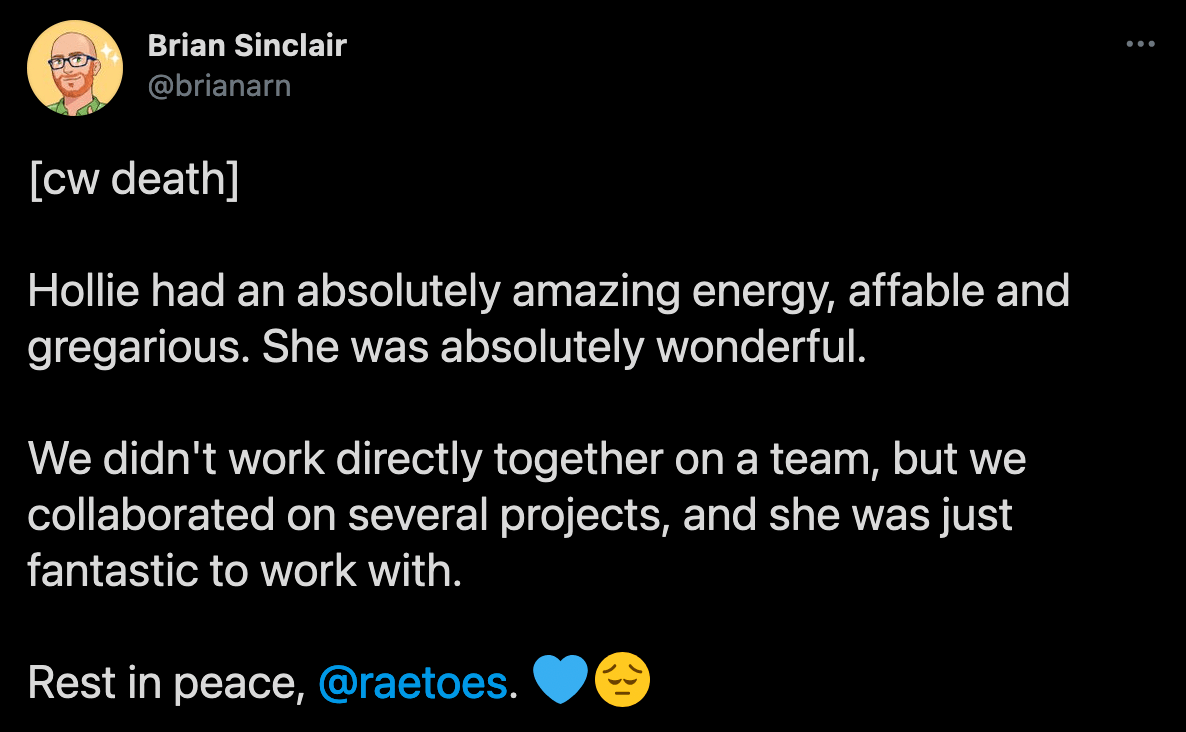 Brian Sinclair
@brianarn
[cw death]
Hollie had an absolutely amazing energy, affable and
gregarious. She was absolutely wonderful.
We didn't work directly together on a team, but we
collaborated on several projects, and she was just
fantastic to work with.
Rest in peace, @raetoes. 💙😔